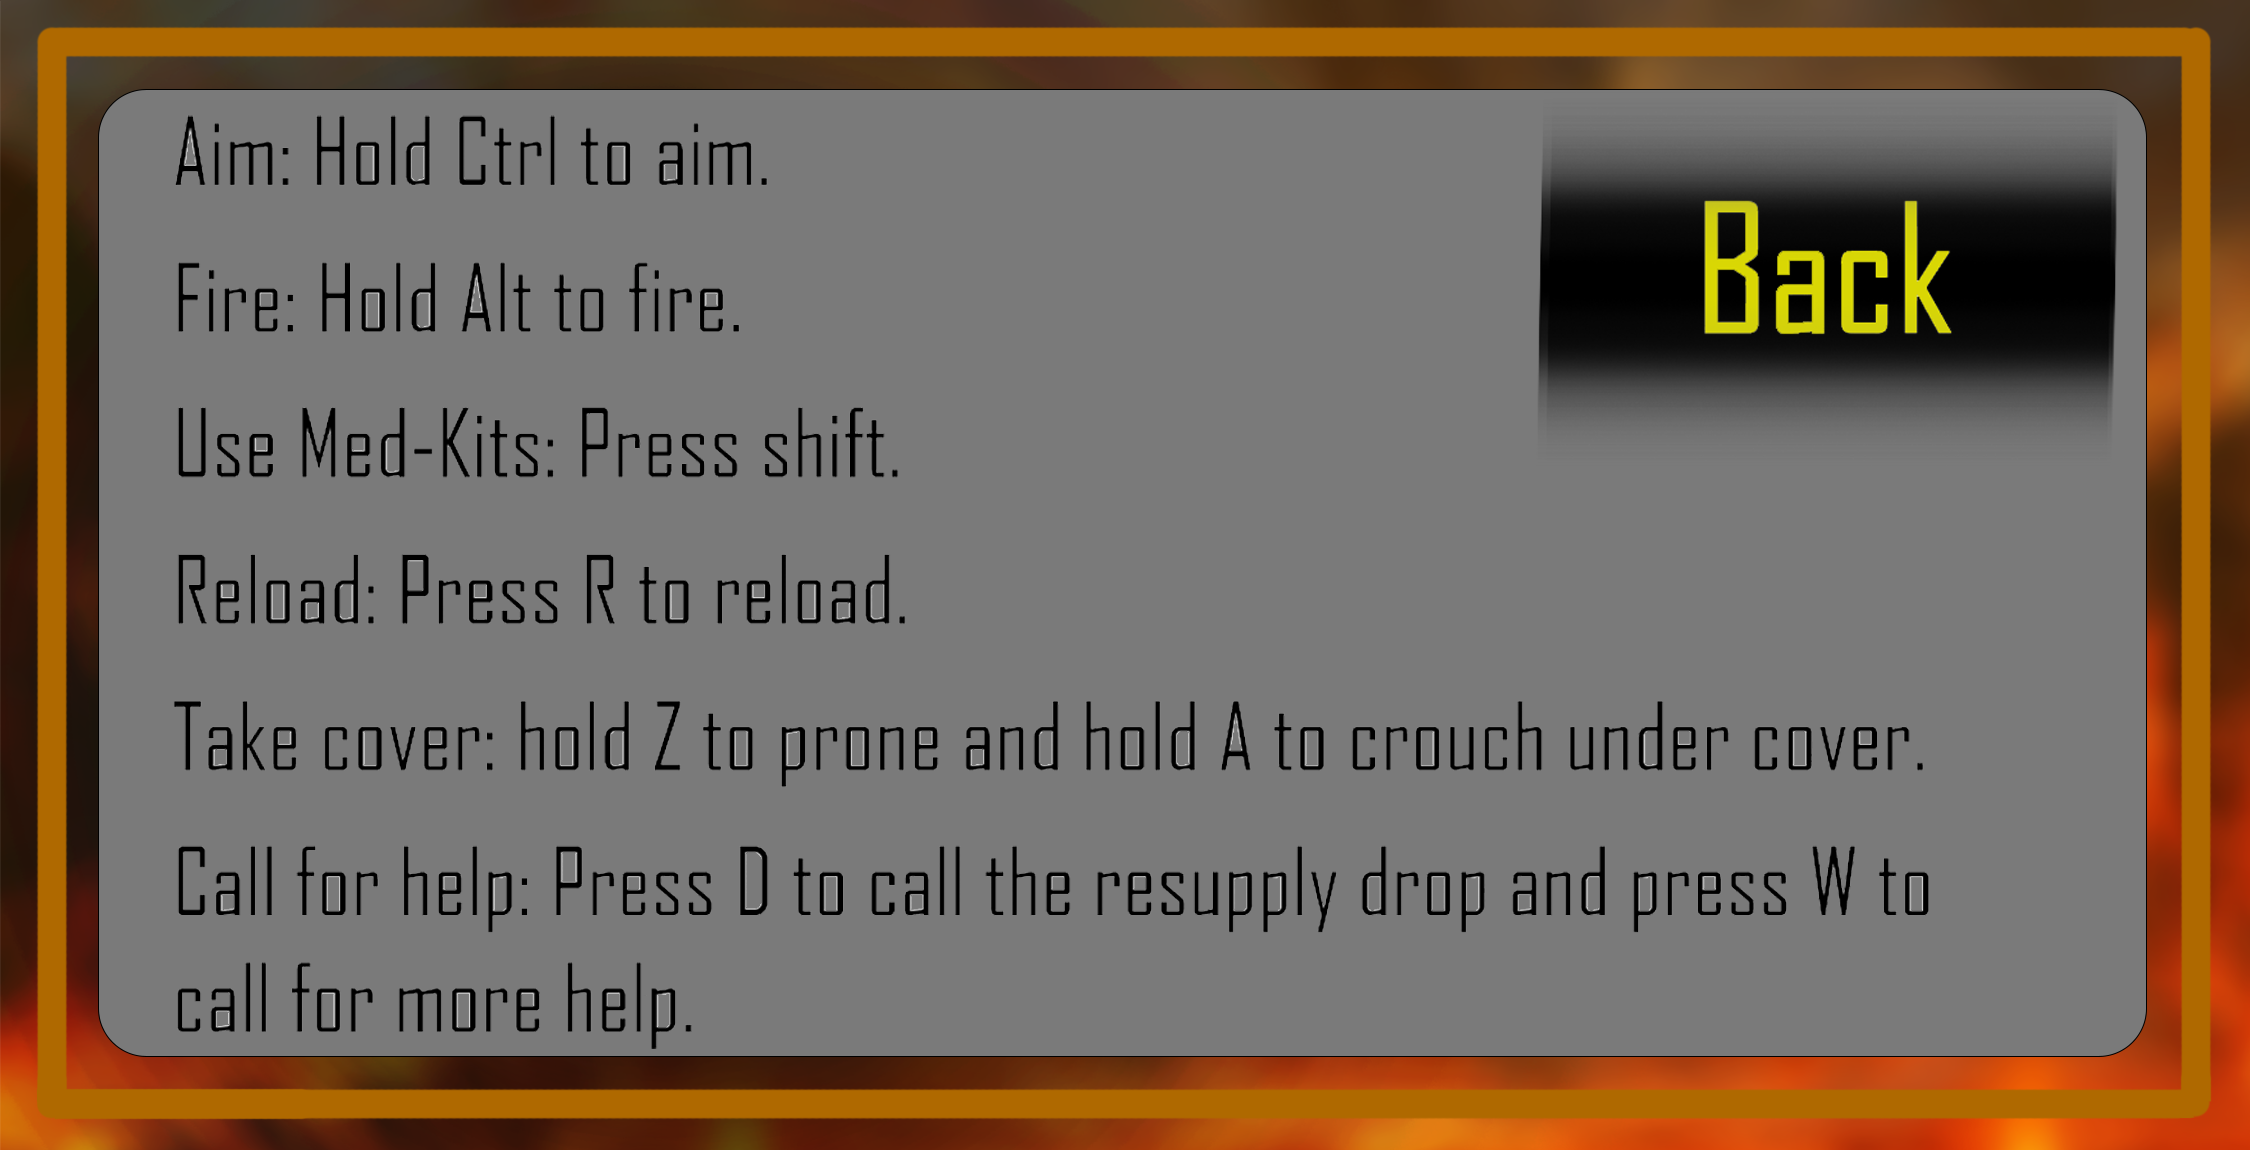 Aim: Hold Ctrl to aim.
Back
Fire: Hold Alt to fire.
Use Med-Kits: Press shift.
Reload: Press R to reload.
Take cover: hold Z to prone and hold A to crouch under cover.
Call for help: Press D to call the resupply drop and press W to
call for more help.